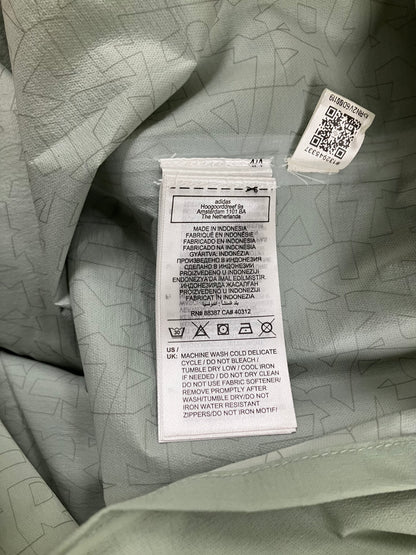 4/4
adidas
Hoogoorddreef 9a
Amsterdam 1101 BA
The Netherlands
MADE IN INDONESIA
FABRIQUÉ EN INDONÉSIE
FABRICADO EN INDONESIA
FABRICADO NA INDONÉSIA
GYÁRTVA: INDONÉZIA
ПРОИЗВЕДЕНО В ИНДОНЕЗИЯ
СДЕЛАНО В ИНДОНЕЗИИ
PROIZVEDENO U INDONEZIJI
ENDONEZYA'DA İMAL EDİLMİŞTİR.
ИНДОНЕЗИЯДА ЖАСАЛҒАН
PROIZVEDENO U INDONEZIJI
FABRICAT ÎN INDONEZIA
RN# 88387 CA# 40312
US /
UK: MACHINE WASH COLD DELICATE
CYCLE / DO NOT BLEACH /
TUMBLE DRY LOW / COOL IRON
IF NEEDED / DO NOT DRY CLEAN
DO NOT USE FABRIC SOFTENER/
REMOVE PROMPTLY AFTER
WASH/TUMBLE DRY/DO NOT
IRON WATER RESISTANT
ZIPPERS/DO NOT IRON MOTIF/